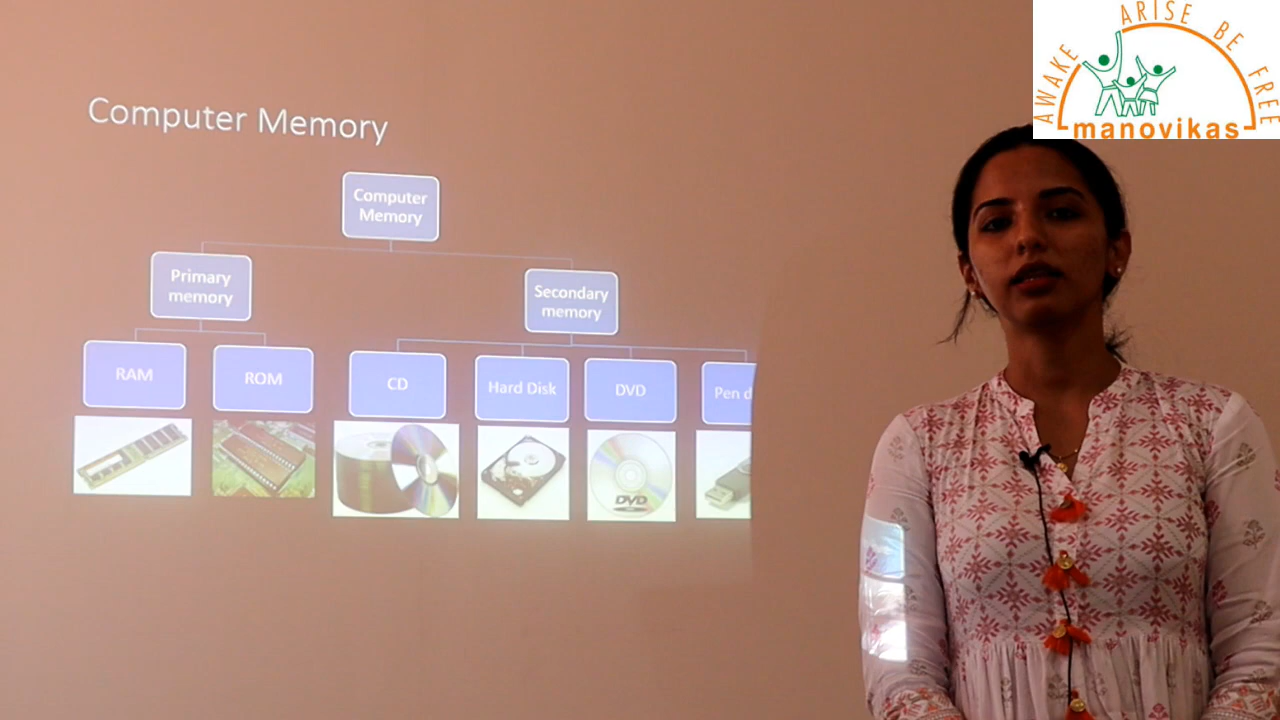 AWAKE ARISE BE FREE
manovikas
Computer Memory
Computer
Memory
Primary
memory
Secondary
memory
RAM
ROM
CD
Hard Disk
DVD
Pen d
DVD